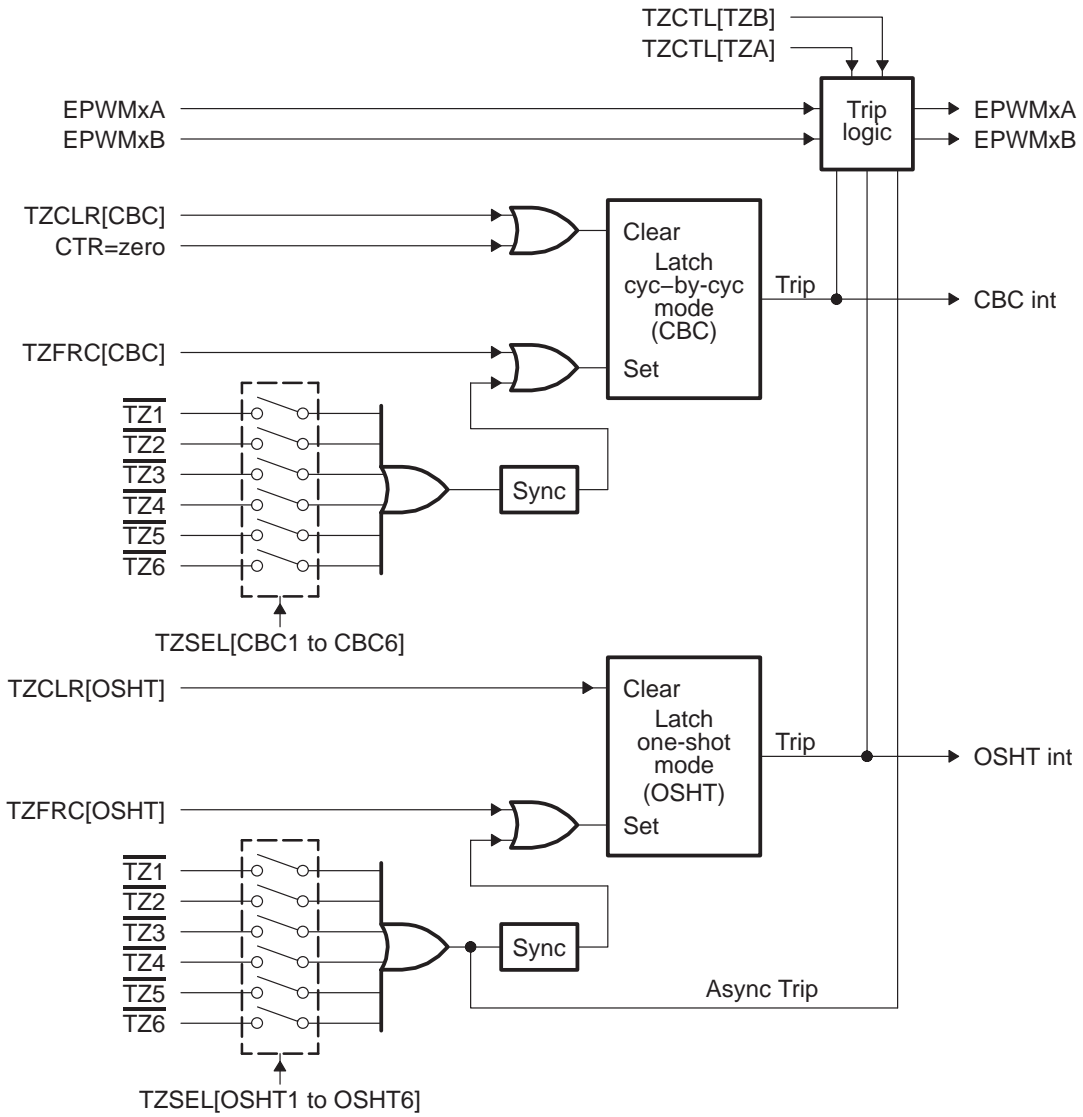 TZCTL[TZB]
TZCTL[TZA]
EPWMxA
EPWMxB
Trip
logic
EPWMxA
EPWMxB
TZCLR[CBC]
CTR=zero
Clear
Latch
cyc–by-cyc
mode
(CBC)
Set
Trip
CBC int
TZFRC[CBC]
TZ1
TZ2
TZ3
TZ4
TZ5
TZ6
Sync
TZSEL[CBC1 to CBC6]
TZCLR[OSHT]
Clear
Latch
one-shot
mode
(OSHT)
Set
Trip
OSHT int
TZFRC[OSHT]
TZ1
TZ2
TZ3
TZ4
TZ5
TZ6
Sync
Async Trip
TZSEL[OSHT1 to OSHT6]